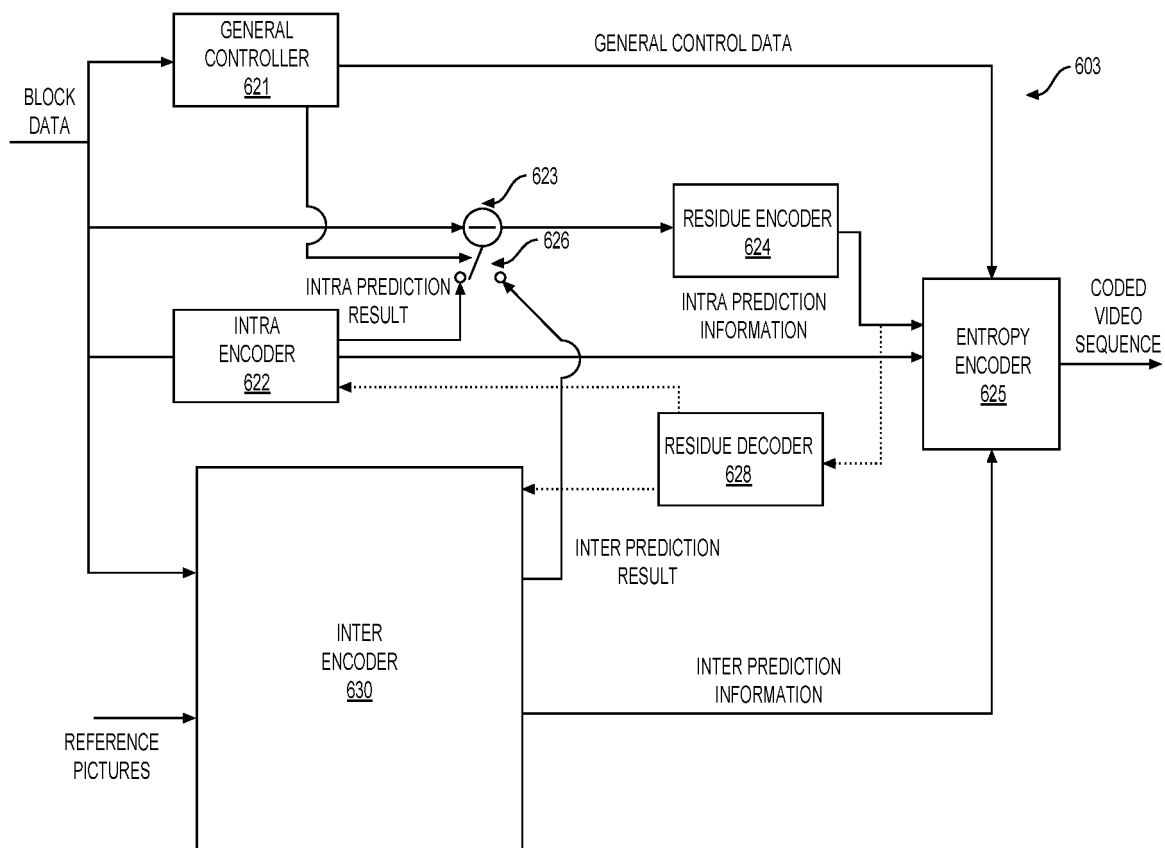 GENERAL
CONTROLLER
621
GENERAL CONTROL DATA
603
BLOCK
DATA
623
626
RESIDUE ENCODER
624
INTRA PREDICTION
RESULT
INTRA PREDICTION
INFORMATION
INTRA
ENCODER
622
ENTROPY
ENCODER
625
CODED
VIDEO
SEQUENCE
RESIDUE DECODER
628
INTER PREDICTION
RESULT
INTER
ENCODER
630
INTER PREDICTION
INFORMATION
REFERENCE
PICTURES